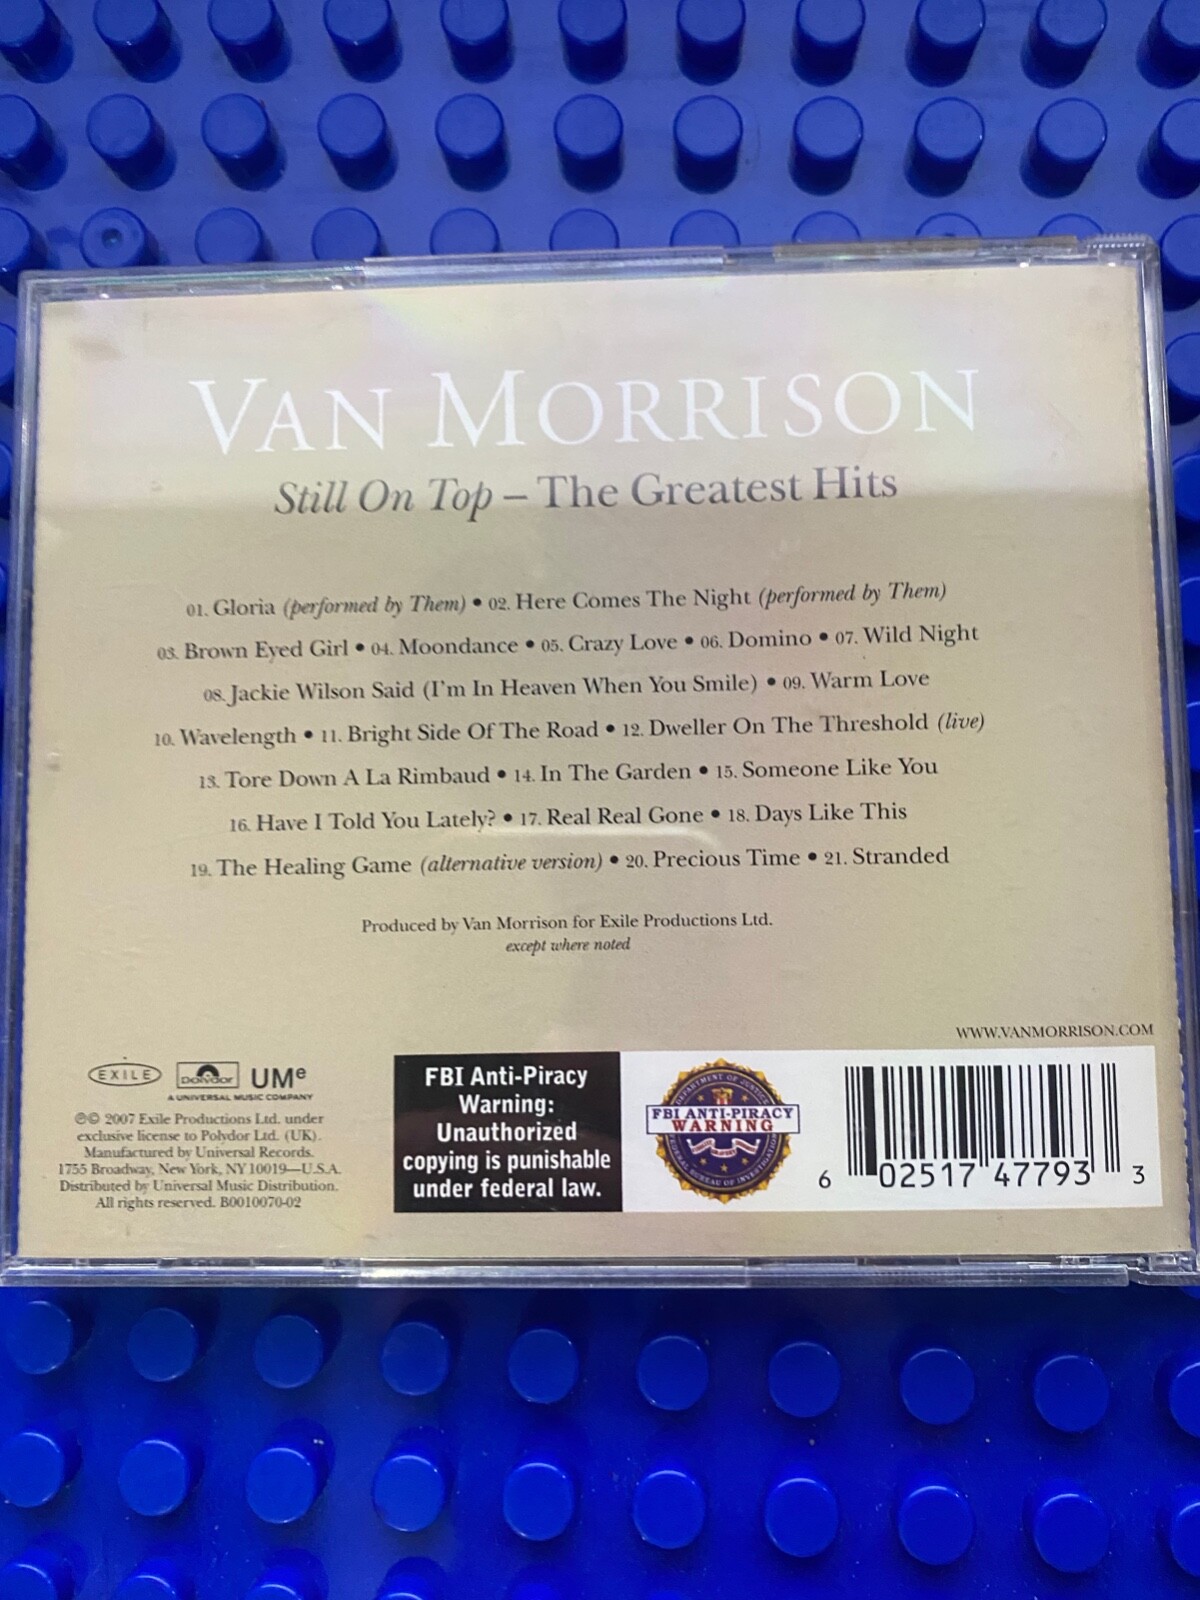 VAN MORRISON
Still On Top – The Greatest Hits
01. Gloria (performed by Them) • 02. Here Comes The Night (performed by Them)
03. Brown Eyed Girl • 04. Moondance • 05. Crazy Love • 06. Domino • 07. Wild Night
08. Jackie Wilson Said (I'm In Heaven When You Smile) • 09. Warm Love
10. Wavelength • 11. Bright Side Of The Road • 12. Dweller On The Threshold (live)
13. Tore Down A La Rimbaud • 14. In The Garden • 15. Someone Like You
16. Have I Told You Lately? • 17. Real Real Gone • 18. Days Like This
19. The Healing Game (alternative version) • 20. Precious Time • 21. Stranded
Produced by Van Morrison for Exile Productions Ltd.
except where noted
WWW.VANMORRISON.COM
EXILE
Polydor
UMe
A UNIVERSAL MUSIC COMPANY
℗© 2007 Exile Productions Ltd. under
exclusive license to Polydor Ltd. (UK).
Manufactured by Universal Records.
1755 Broadway, New York, NY 10019—U.S.A.
Distributed by Universal Music Distribution.
All rights reserved. B0010070-02
FBI Anti-Piracy
Warning:
Unauthorized
copying is punishable
under federal law.
DEPARTMENT OF JUSTICE
FBI ANTI-PIRACY
WARNING
FEDERAL BUREAU OF INVESTIGATION
6 02517 47793 3